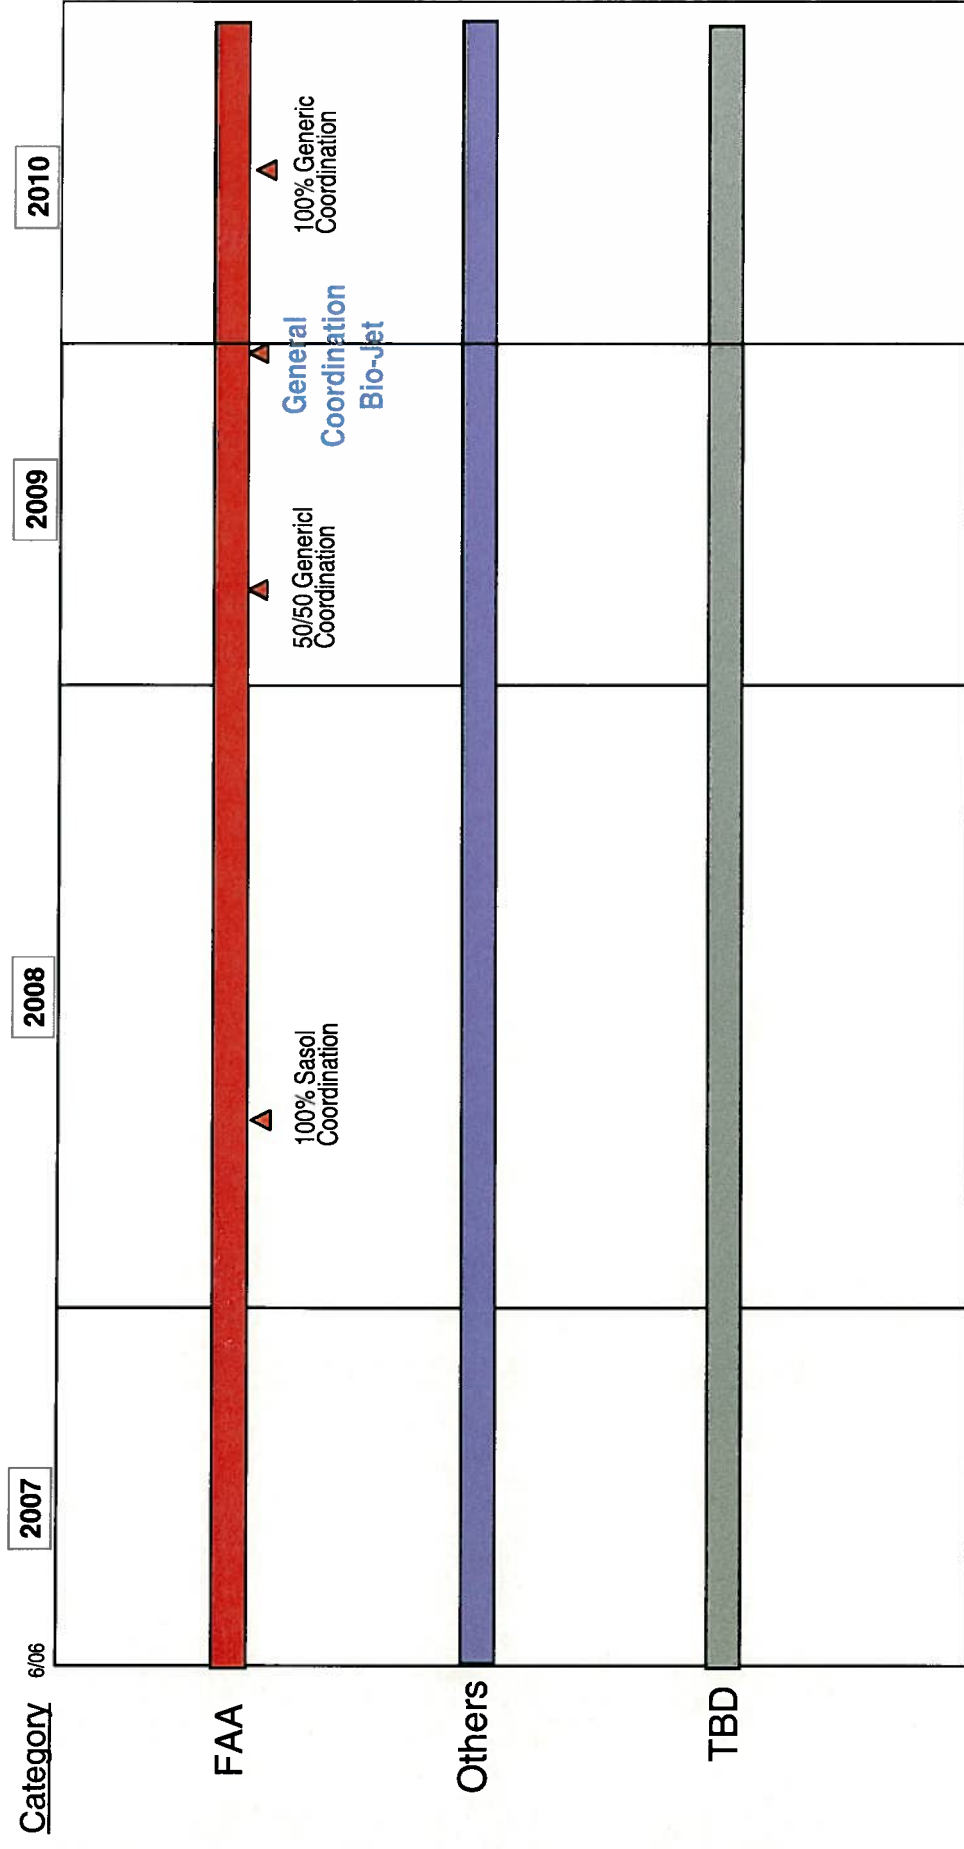 Category
6/06
2007
2008
2009
2010
FAA
100% Sasol
Coordination
50/50 Genericl
Coordination
General
Coordination
Bio-Jet
100% Generic
Coordination
Others
TBD